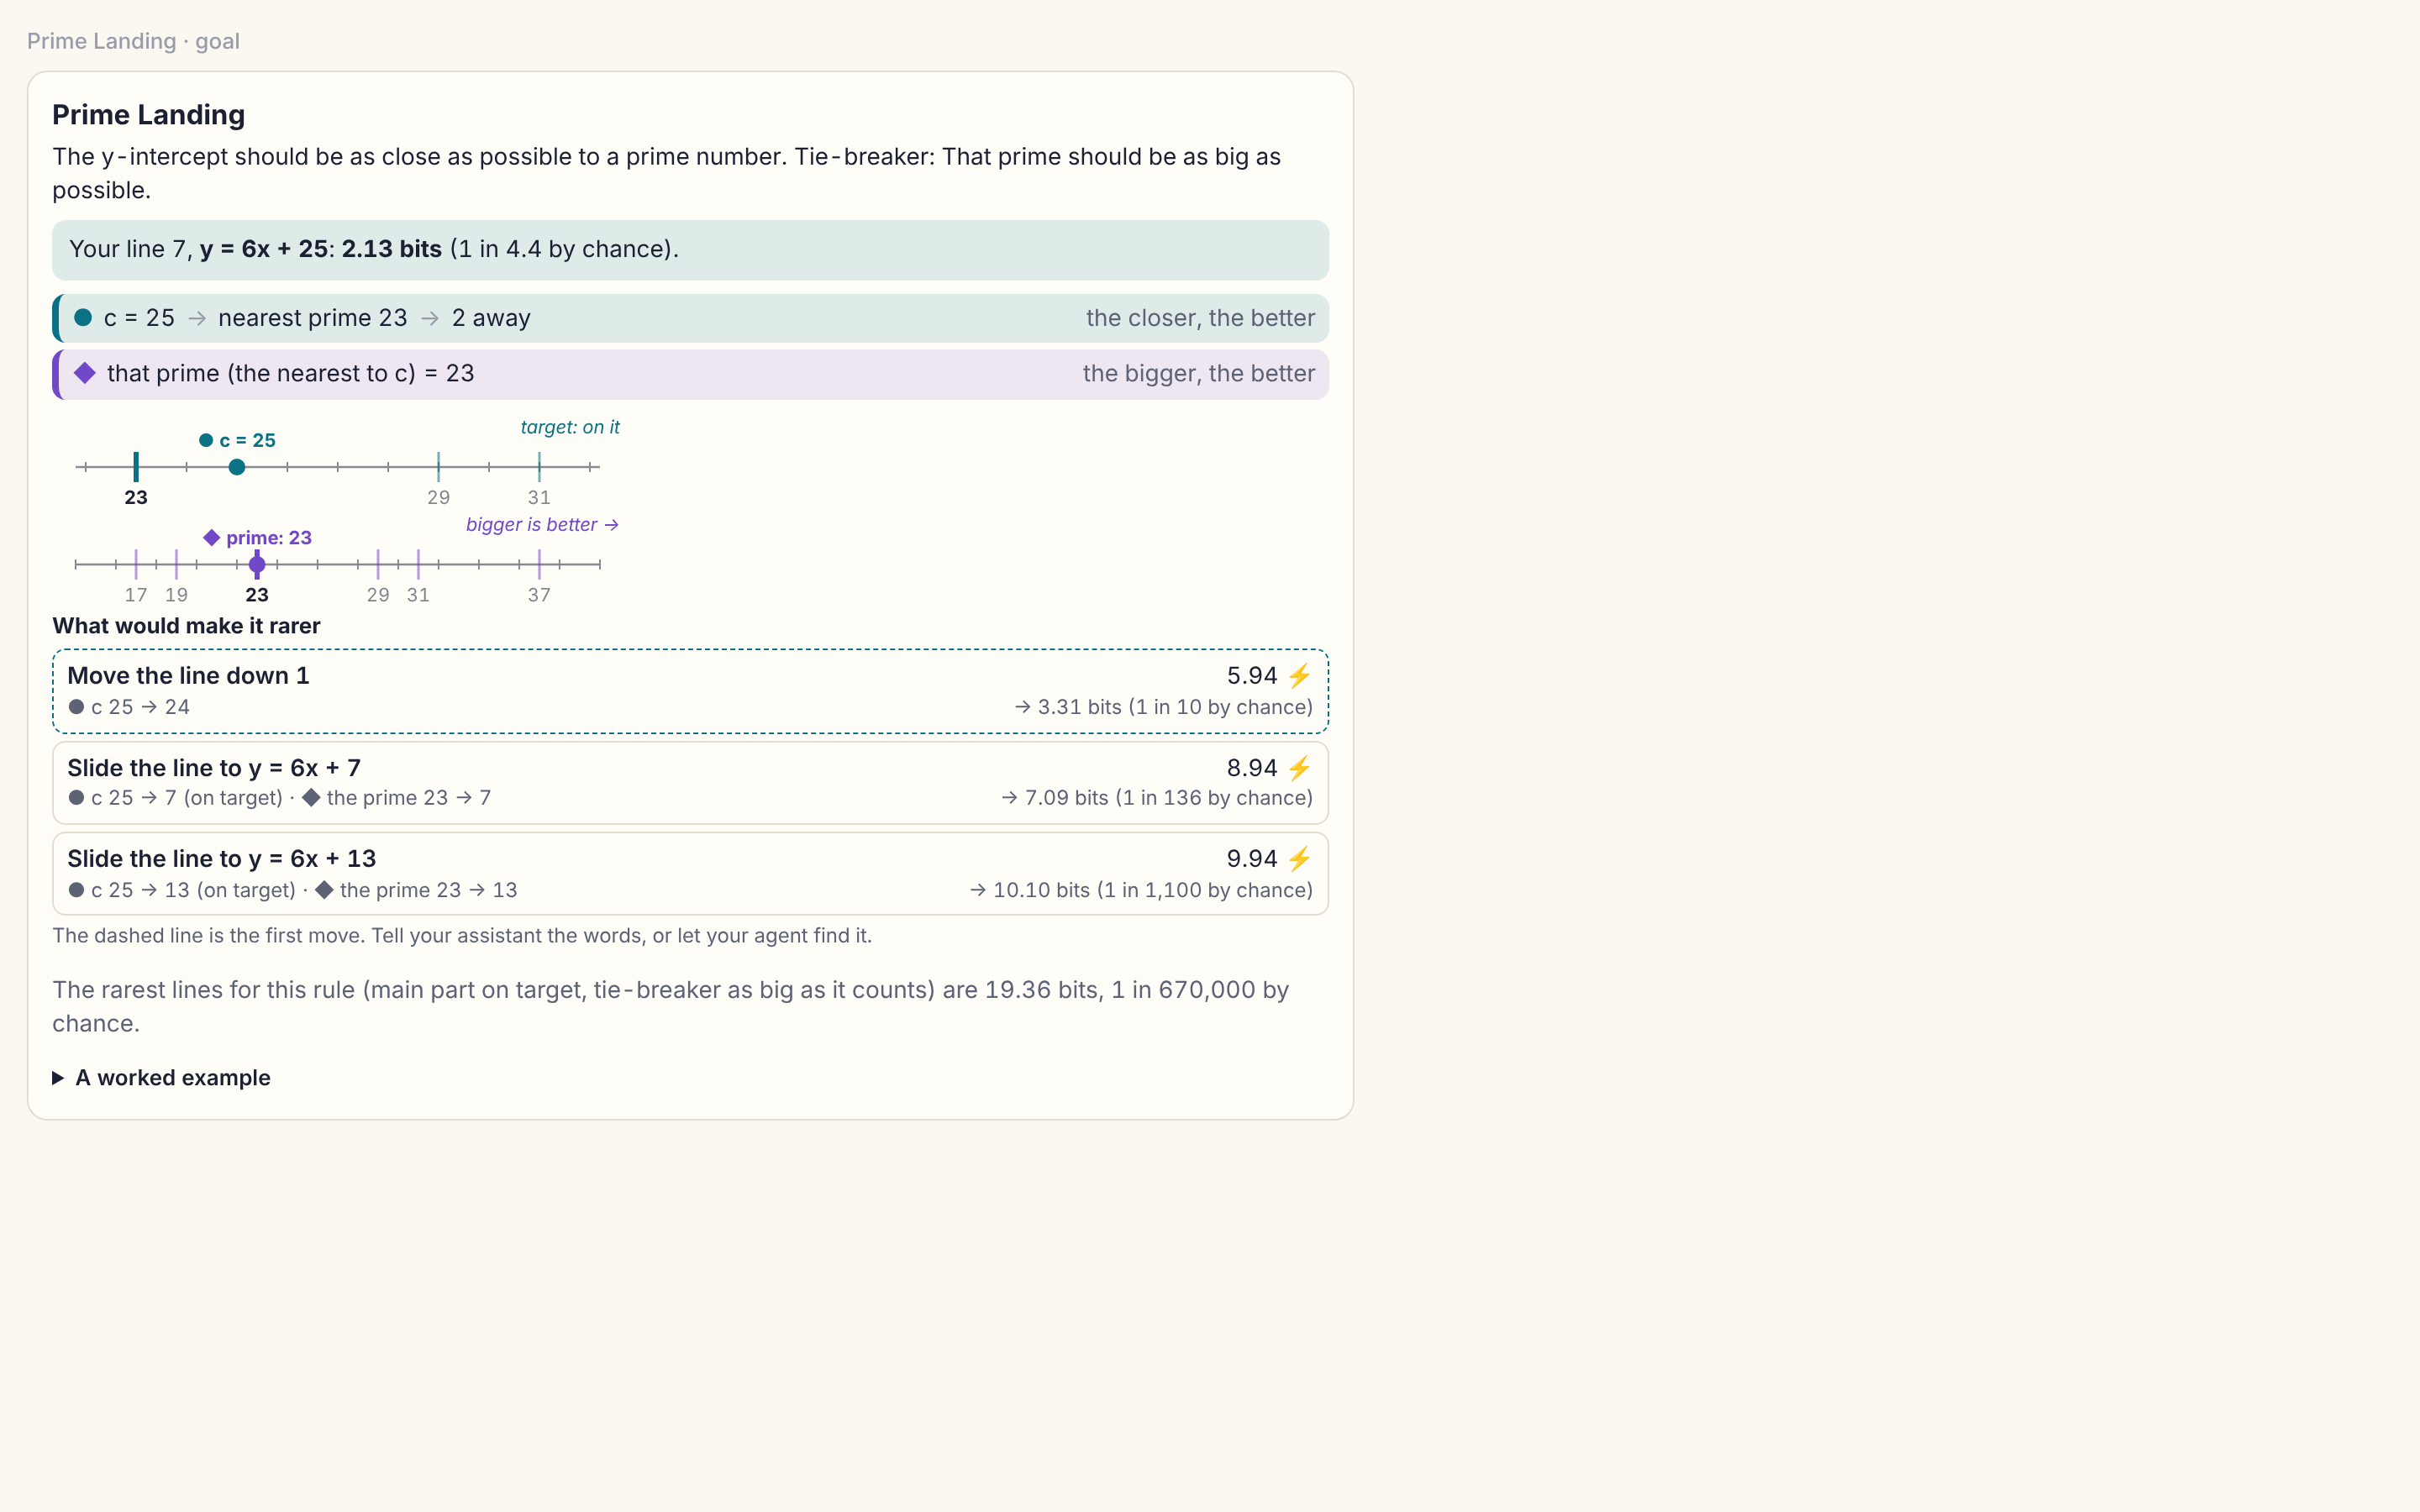 Prime Landing · goal
Prime Landing
The y-intercept should be as close as possible to a prime number. Tie-breaker: That prime should be as big as
possible.
Your line 7, y = 6x + 25: 2.13 bits (1 in 4.4 by chance).
● c = 25 → nearest prime 23 → 2 away the closer, the better
◆ that prime (the nearest to c) = 23 the bigger, the better
target: on it
● c = 25
23 29 31
bigger is better →
◆ prime: 23
17 19 23 29 31 37
What would make it rarer
Move the line down 1 5.94 ⚡
● c 25 → 24 → 3.31 bits (1 in 10 by chance)
Slide the line to y = 6x + 7 8.94 ⚡
● c 25 → 7 (on target) · ◆ the prime 23 → 7 → 7.09 bits (1 in 136 by chance)
Slide the line to y = 6x + 13 9.94 ⚡
● c 25 → 13 (on target) · ◆ the prime 23 → 13 → 10.10 bits (1 in 1,100 by chance)
The dashed line is the first move. Tell your assistant the words, or let your agent find it.
The rarest lines for this rule (main part on target, tie-breaker as big as it counts) are 19.36 bits, 1 in 670,000 by
chance.
▶ A worked example